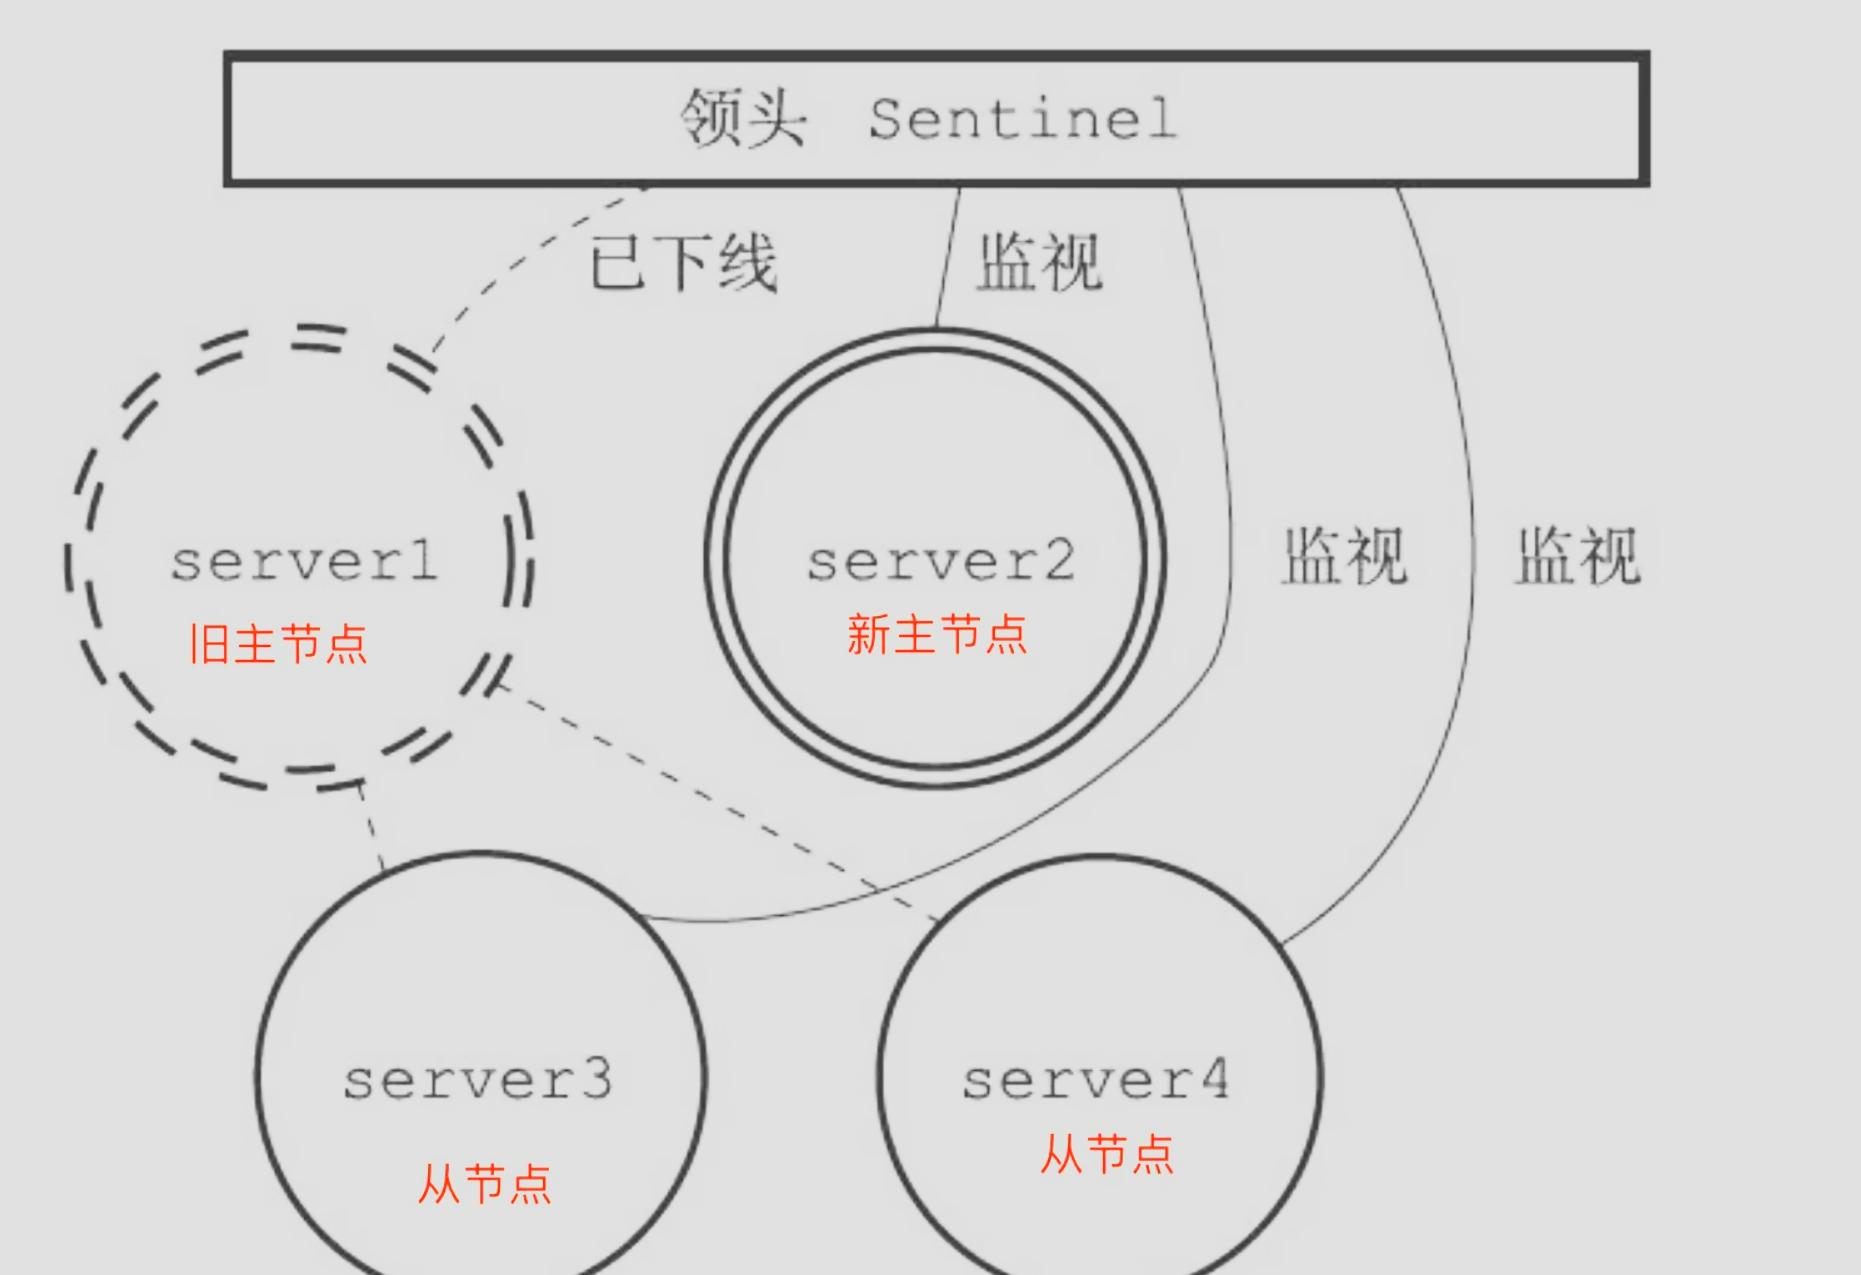 领头 Sentinel
已下线
监视
server1
旧主节点
server2
新主节点
监视
监视
server3
从节点
server4
从节点